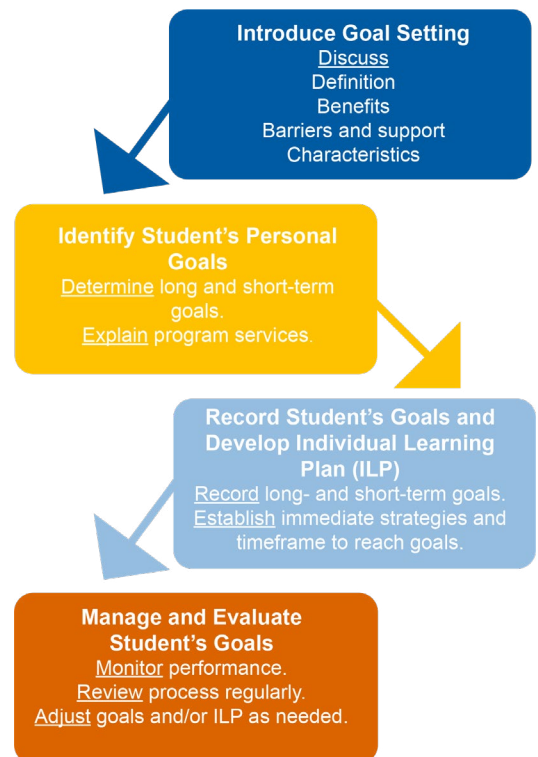 Introduce Goal Setting
Discuss
Definition
Benefits
Barriers and support
Characteristics
Identify Student’s Personal
Goals
Determine long and short-term
goals.
Explain program services.
Record Student’s Goals and
Develop Individual Learning
Plan (ILP)
Record long- and short-term goals.
Establish immediate strategies and
timeframe to reach goals.
Manage and Evaluate
Student’s Goals
Monitor performance.
Review process regularly.
Adjust goals and/or ILP as needed.